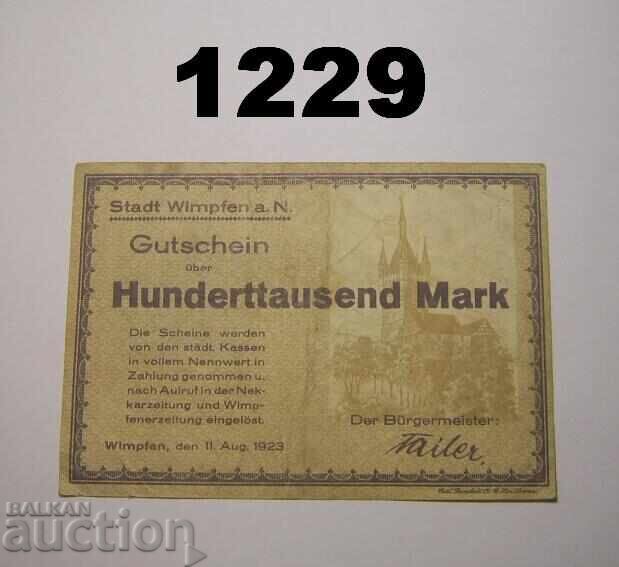 1229
Stadt Wimpfen a. N.
Gutschein
über
Hunderttausend Mark
Die Scheine werden
von den städt. Kassen
in vollem Nennwert in
Zahlung genommen u.
nach Aufruf in der Nek-
karzeitung und Wimp-
fenerzeitung eingelöst.
Wimpfen, den 11. Aug. 1923
Der Bürgermeister:
BALKAN
auction